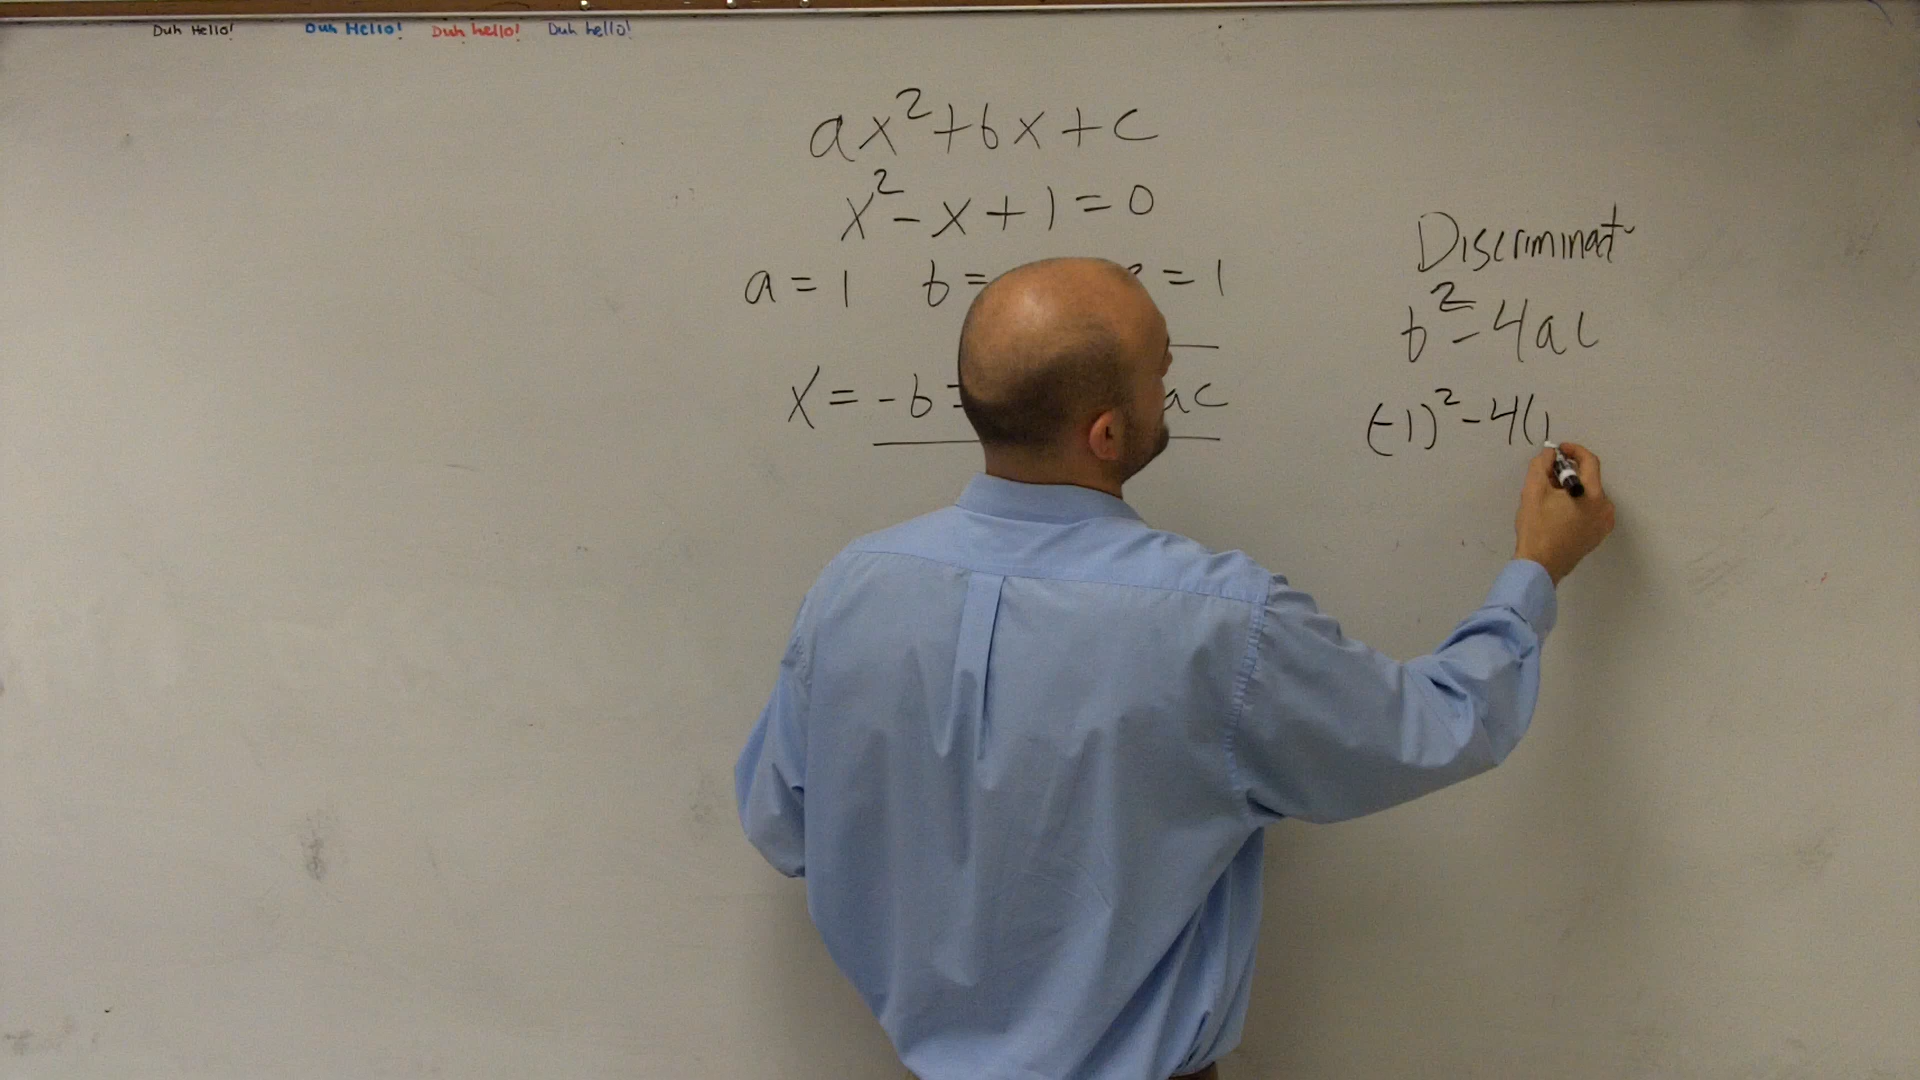 Duh Hello! Duh Hello! Duh hello! Duh hello!
ax²+bx+c
x²-x+1=0
a=1 b= =1
x=-b ac
Discriminat
b²-4ac
(-1)²-4(1